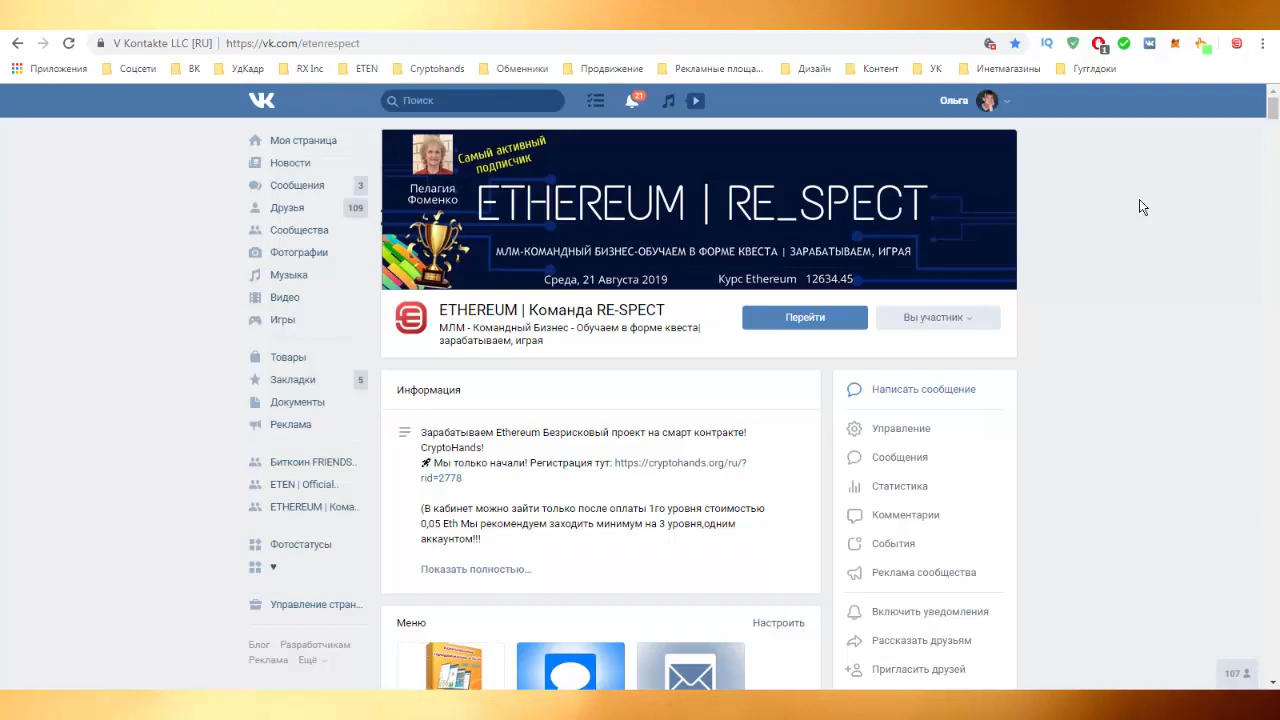 V Kontakte LLC [RU] | https://vk.com/etenrespect
IQ
1
Приложения
Соцсети
ВК
УдКадр
RX Inc
ETEN
Cryptohands
Обменники
Продвижение
Рекламные площа...
Дизайн
Контент
УК
Инетмагазины
Гугглдоки
Поиск
21
Ольга
Моя страница
Новости
Сообщения 3
Друзья 109
Сообщества
Фотографии
Музыка
Видео
Игры
Товары
Закладки 5
Документы
Реклама
Биткоин FRIENDS..
ETEN | Official..
ETHEREUM | Кома..
Фотостатусы
♥
Управление стран...
Блог Разработчикам
Реклама Ещё
Самый активный
подписчик
Пелагия
Фоменко
ETHEREUM | RE_SPECT
МЛМ-КОМАНДНЫЙ БИЗНЕС-ОБУЧАЕМ В ФОРМЕ КВЕСТА | ЗАРАБАТЫВАЕМ, ИГРАЯ
Среда, 21 Августа 2019 Курс Ethereum 12634.45
ETHEREUM | Команда RE-SPECT
МЛМ - Командный Бизнес - Обучаем в форме квеста|
зарабатываем, играя
Перейти
Вы участник
Информация
Зарабатываем Ethereum Безрисковый проект на смарт контракте!
CryptoHands!
🚀 Мы только начали! Регистрация тут: https://cryptohands.org/ru/?
rid=2778
(В кабинет можно зайти только после оплаты 1го уровня стоимостью
0,05 Eth Мы рекомендуем заходить минимум на 3 уровня,одним
аккаунтом!!!
Показать полностью...
Меню Настроить
Написать сообщение
Управление
Сообщения
Статистика
Комментарии
События
Реклама сообщества
Включить уведомления
Рассказать друзьям
Пригласить друзей
107